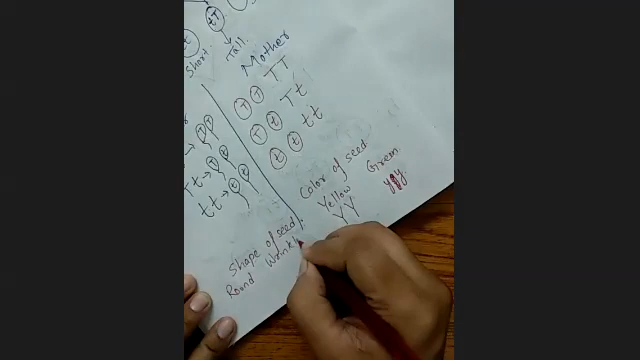 tT
Short
Tall
Mother
T T TT
T t Tt
t t tt
T T
Tt → T t
tt → t t
Color of seed
Yellow Green
YY yy
Shape of seed
Round Wrinkl